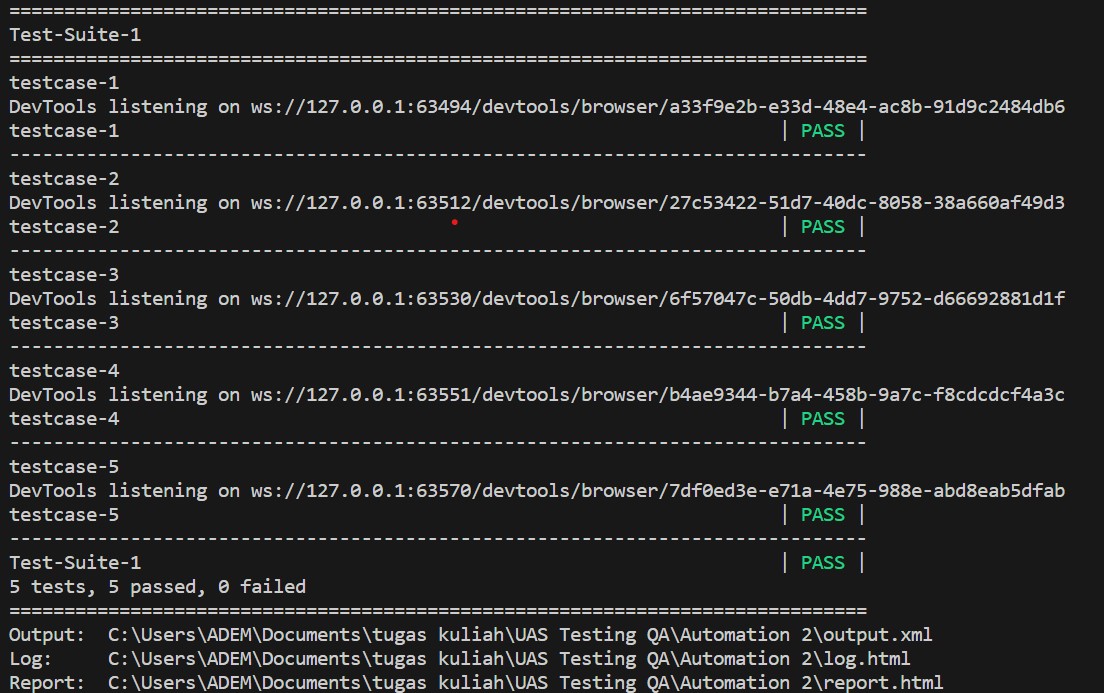 ==============================================================================
Test-Suite-1
==============================================================================
testcase-1
DevTools listening on ws://127.0.0.1:63494/devtools/browser/a33f9e2b-e33d-48e4-ac8b-91d9c2484db6
testcase-1                                                            | PASS |
------------------------------------------------------------------------------
testcase-2
DevTools listening on ws://127.0.0.1:63512/devtools/browser/27c53422-51d7-40dc-8058-38a660af49d3
testcase-2                                                            | PASS |
------------------------------------------------------------------------------
testcase-3
DevTools listening on ws://127.0.0.1:63530/devtools/browser/6f57047c-50db-4dd7-9752-d66692881d1f
testcase-3                                                            | PASS |
------------------------------------------------------------------------------
testcase-4
DevTools listening on ws://127.0.0.1:63551/devtools/browser/b4ae9344-b7a4-458b-9a7c-f8cdcdcf4a3c
testcase-4                                                            | PASS |
------------------------------------------------------------------------------
testcase-5
DevTools listening on ws://127.0.0.1:63570/devtools/browser/7df0ed3e-e71a-4e75-988e-abd8eab5dfab
testcase-5                                                            | PASS |
------------------------------------------------------------------------------
Test-Suite-1                                                          | PASS |
5 tests, 5 passed, 0 failed
==============================================================================
Output:  C:\Users\ADEM\Documents\tugas kuliah\UAS Testing QA\Automation 2\output.xml
Log:     C:\Users\ADEM\Documents\tugas kuliah\UAS Testing QA\Automation 2\log.html
Report:  C:\Users\ADEM\Documents\tugas kuliah\UAS Testing QA\Automation 2\report.html